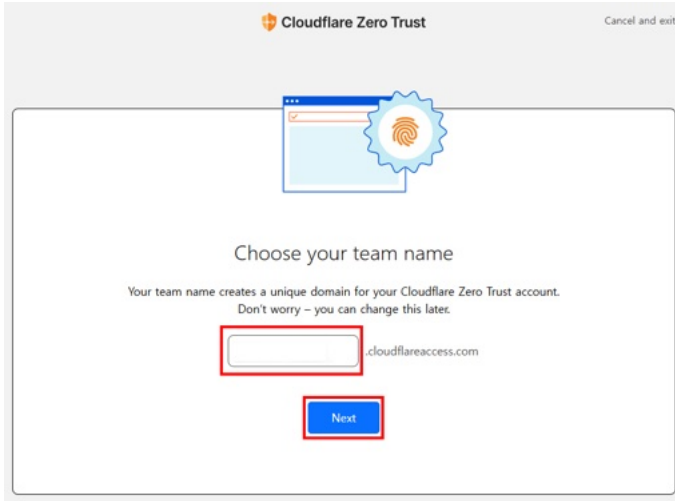 Cloudflare Zero Trust
Cancel and exit
Choose your team name
Your team name creates a unique domain for your Cloudflare Zero Trust account.
Don't worry – you can change this later.
.cloudflareaccess.com
Next